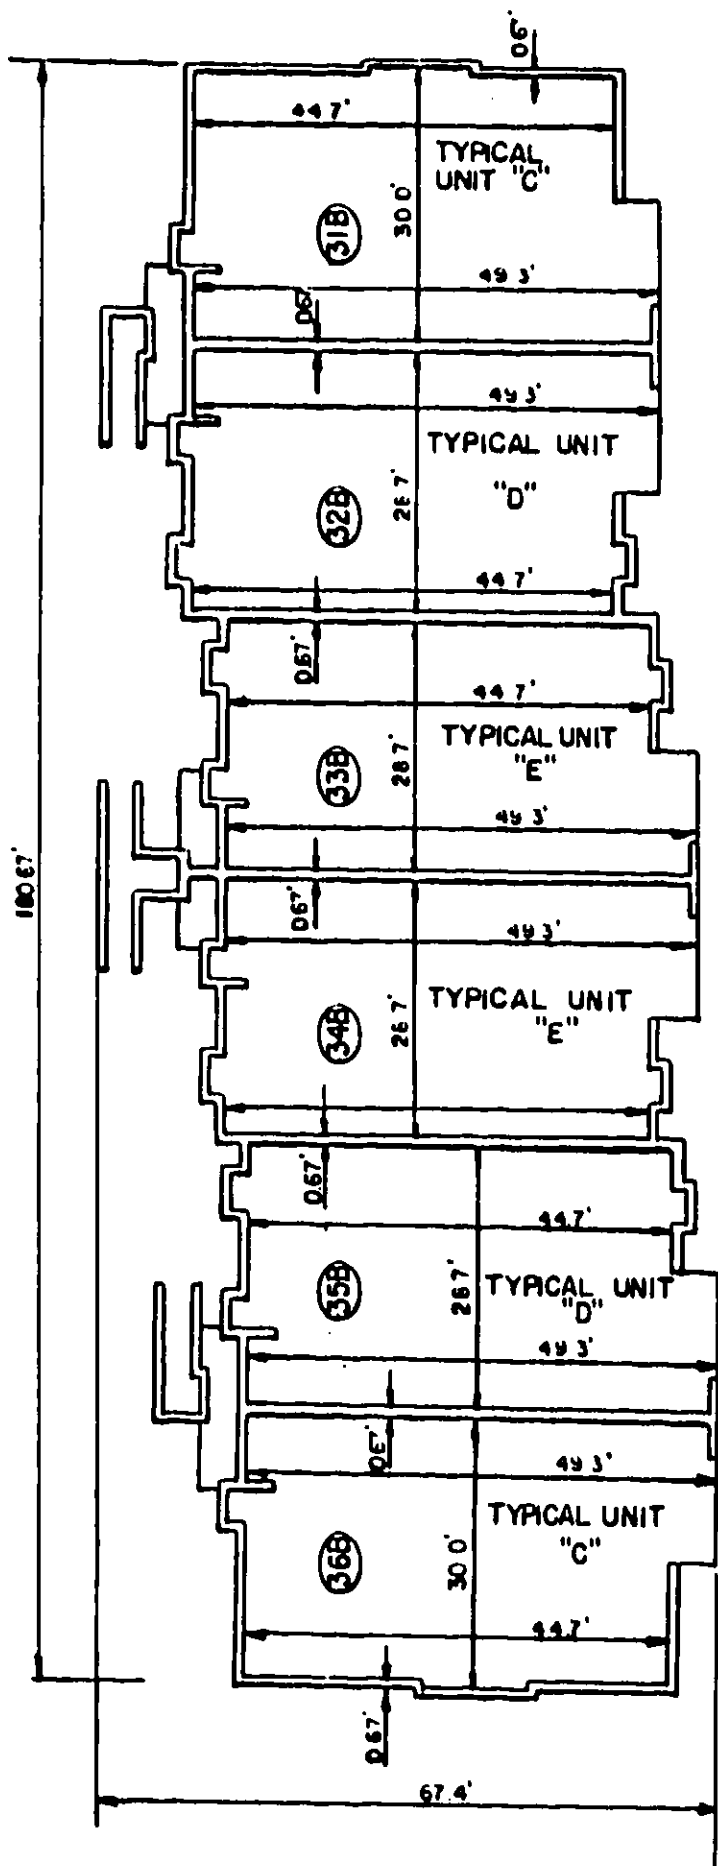 0.67'
44.7'
TYPICAL
UNIT "C"
30.0'
31B
49.3'
0.67'
49.3'
TYPICAL UNIT
"D"
26.7'
32B
44.7'
0.67'
44.7'
TYPICAL UNIT
"E"
26.7'
33B
49.3'
180.67'
0.67'
49.3'
TYPICAL UNIT
"E"
26.7'
34B
0.67'
44.7'
26.7'
TYPICAL UNIT
"D"
35B
49.3'
0.67'
49.3'
TYPICAL UNIT
"C"
36B
30.0'
44.7'
0.67'
67.4'